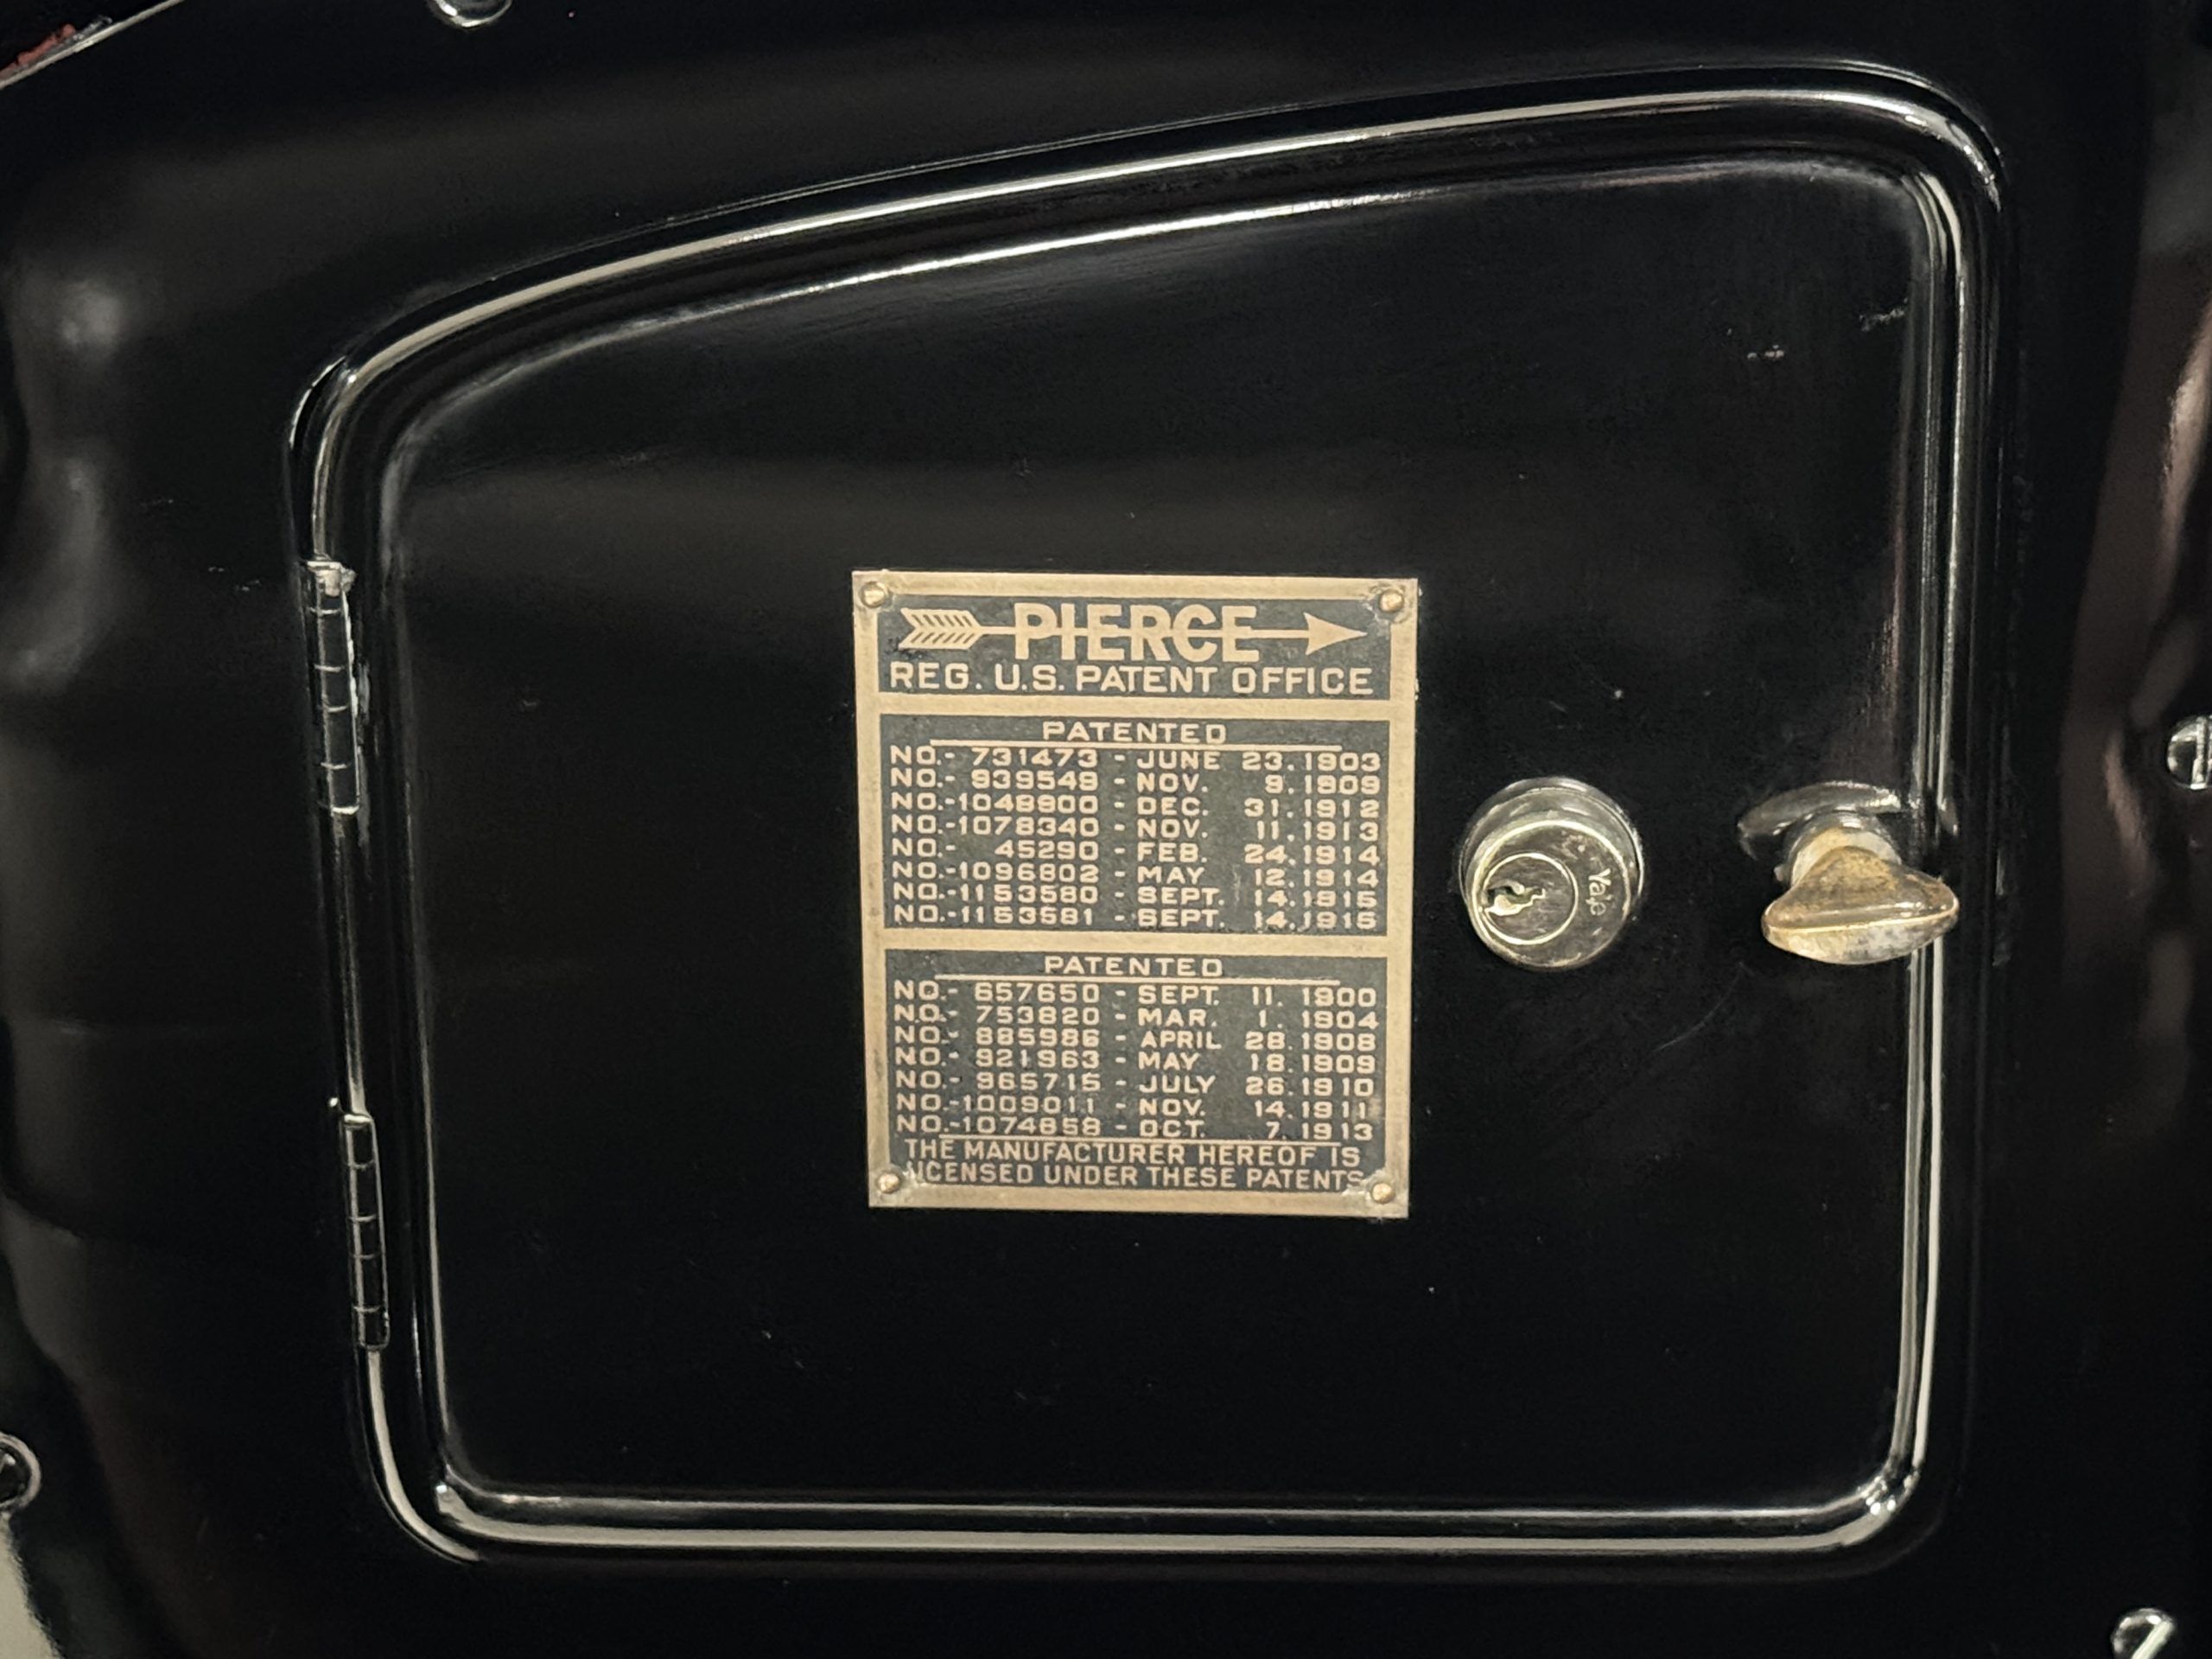 PIERCE
REG. U.S. PATENT OFFICE
PATENTED
NO.- 731473 - JUNE 23.1903
NO.- 939549 - NOV. 9.1909
NO.-1048900 - DEC. 31.1912
NO.-1078340 - NOV. 11.1913
NO.- 45290 - FEB. 24.1914
NO.-1096802 - MAY 12.1914
NO.-1153580 - SEPT. 14.1915
NO.-1153581 - SEPT. 14.1915
PATENTED
NO.- 657650 - SEPT. 11. 1900
NO.- 753820 - MAR. 1. 1904
NO.- 885986 - APRIL 28.1908
NO.- 921963 - MAY 18.1909
NO.- 965715 - JULY 26.1910
NO.-1009011 - NOV. 14.1911
NO.-1074658 - OCT. 7.1913
THE MANUFACTURER HEREOF IS
LICENSED UNDER THESE PATENTS
Yale